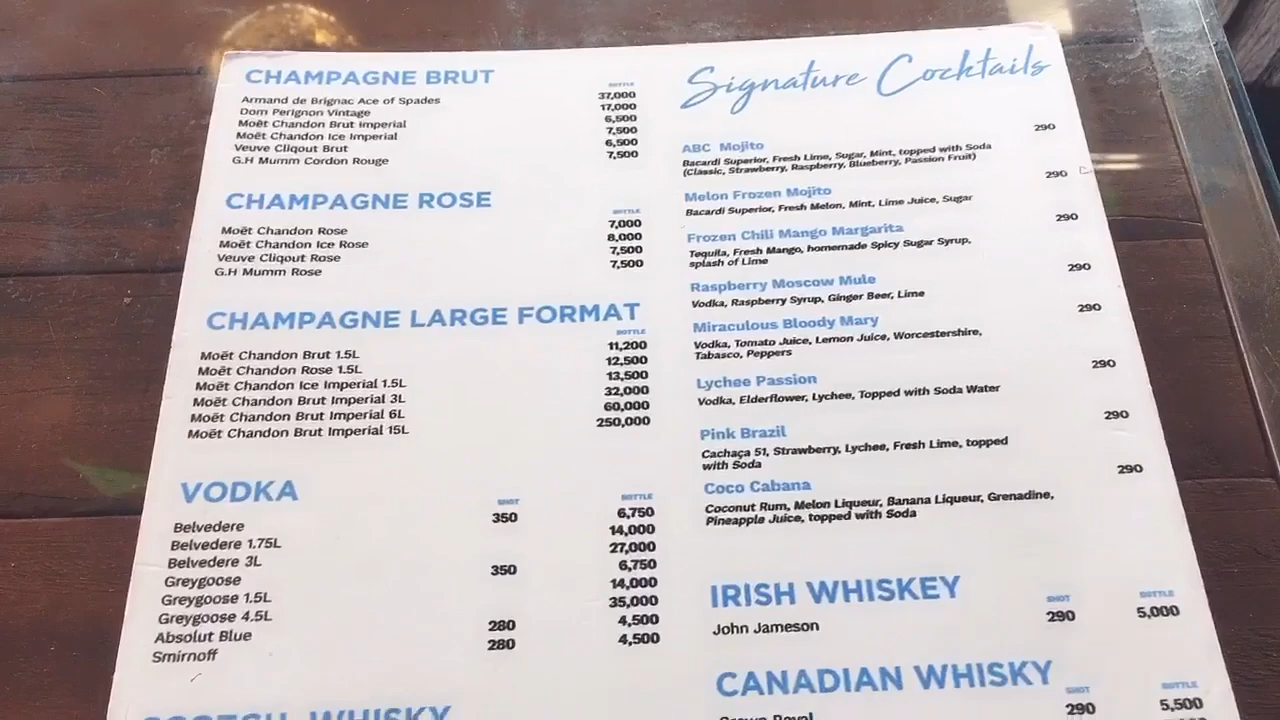 CHAMPAGNE BRUT
BOTTLE
Armand de Brignac Ace of Spades 37,000
Dom Perignon Vintage 17,000
Moët Chandon Brut Imperial 6,500
Moët Chandon Ice Imperial 7,500
Veuve Cliqout Brut 6,500
G.H Mumm Cordon Rouge 7,500
CHAMPAGNE ROSE
BOTTLE
Moët Chandon Rose 7,000
Moët Chandon Ice Rose 8,000
Veuve Cliqout Rose 7,500
G.H Mumm Rose 7,500
CHAMPAGNE LARGE FORMAT
BOTTLE
Moët Chandon Brut 1.5L 11,200
Moët Chandon Rose 1.5L 12,500
Moët Chandon Ice Imperial 1.5L 13,500
Moët Chandon Brut Imperial 3L 32,000
Moët Chandon Brut Imperial 6L 60,000
Moët Chandon Brut Imperial 15L 250,000
VODKA
SHOT BOTTLE
Belvedere 350 6,750
Belvedere 1.75L 14,000
Belvedere 3L 27,000
Greygoose 350 6,750
Greygoose 1.5L 14,000
Greygoose 4.5L 35,000
Absolut Blue 280 4,500
Smirnoff 280 4,500
SCOTCH WHISKY
Signature Cocktails
290
ABC Mojito
Bacardi Superior, Fresh Lime, Sugar, Mint, topped with Soda
(Classic, Strawberry, Raspberry, Blueberry, Passion Fruit)
290
Melon Frozen Mojito
Bacardi Superior, Fresh Melon, Mint, Lime Juice, Sugar
290
Frozen Chili Mango Margarita
Tequila, Fresh Mango, homemade Spicy Sugar Syrup,
splash of Lime
290
Raspberry Moscow Mule
Vodka, Raspberry Syrup, Ginger Beer, Lime
290
Miraculous Bloody Mary
Vodka, Tomato Juice, Lemon Juice, Worcestershire,
Tabasco, Peppers
290
Lychee Passion
Vodka, Elderflower, Lychee, Topped with Soda Water
290
Pink Brazil
Cachaça 51, Strawberry, Lychee, Fresh Lime, topped
with Soda
290
Coco Cabana
Coconut Rum, Melon Liqueur, Banana Liqueur, Grenadine,
Pineapple Juice, topped with Soda
IRISH WHISKEY
SHOT BOTTLE
John Jameson 290 5,000
CANADIAN WHISKY
SHOT BOTTLE
Crown Royal 290 5,500